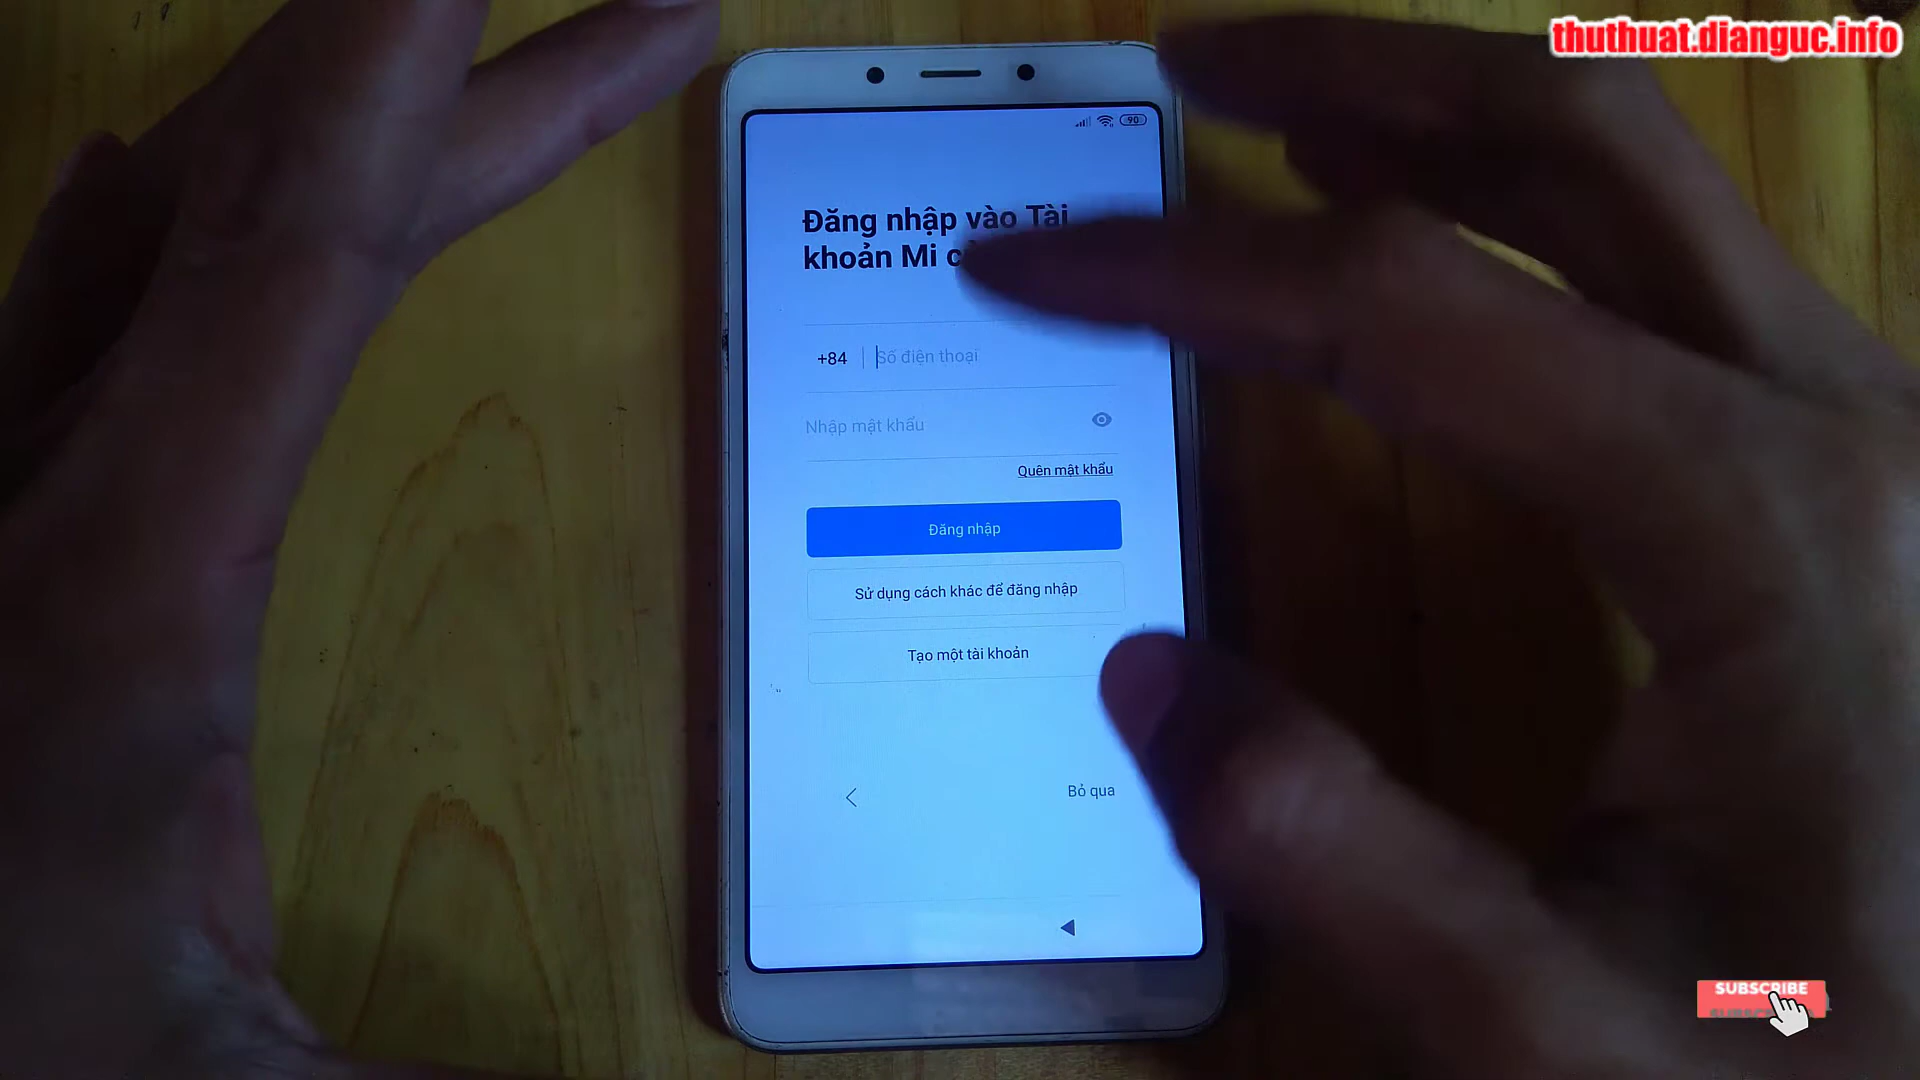 thuthuat.dianguc.info
90
Đăng nhập vào Tài
khoản Mi
+84
Số điện thoại
Nhập mật khẩu
Quên mật khẩu
Đăng nhập
Sử dụng cách khác để đăng nhập
Tạo một tài khoản
Bỏ qua
SUBSCRIBE